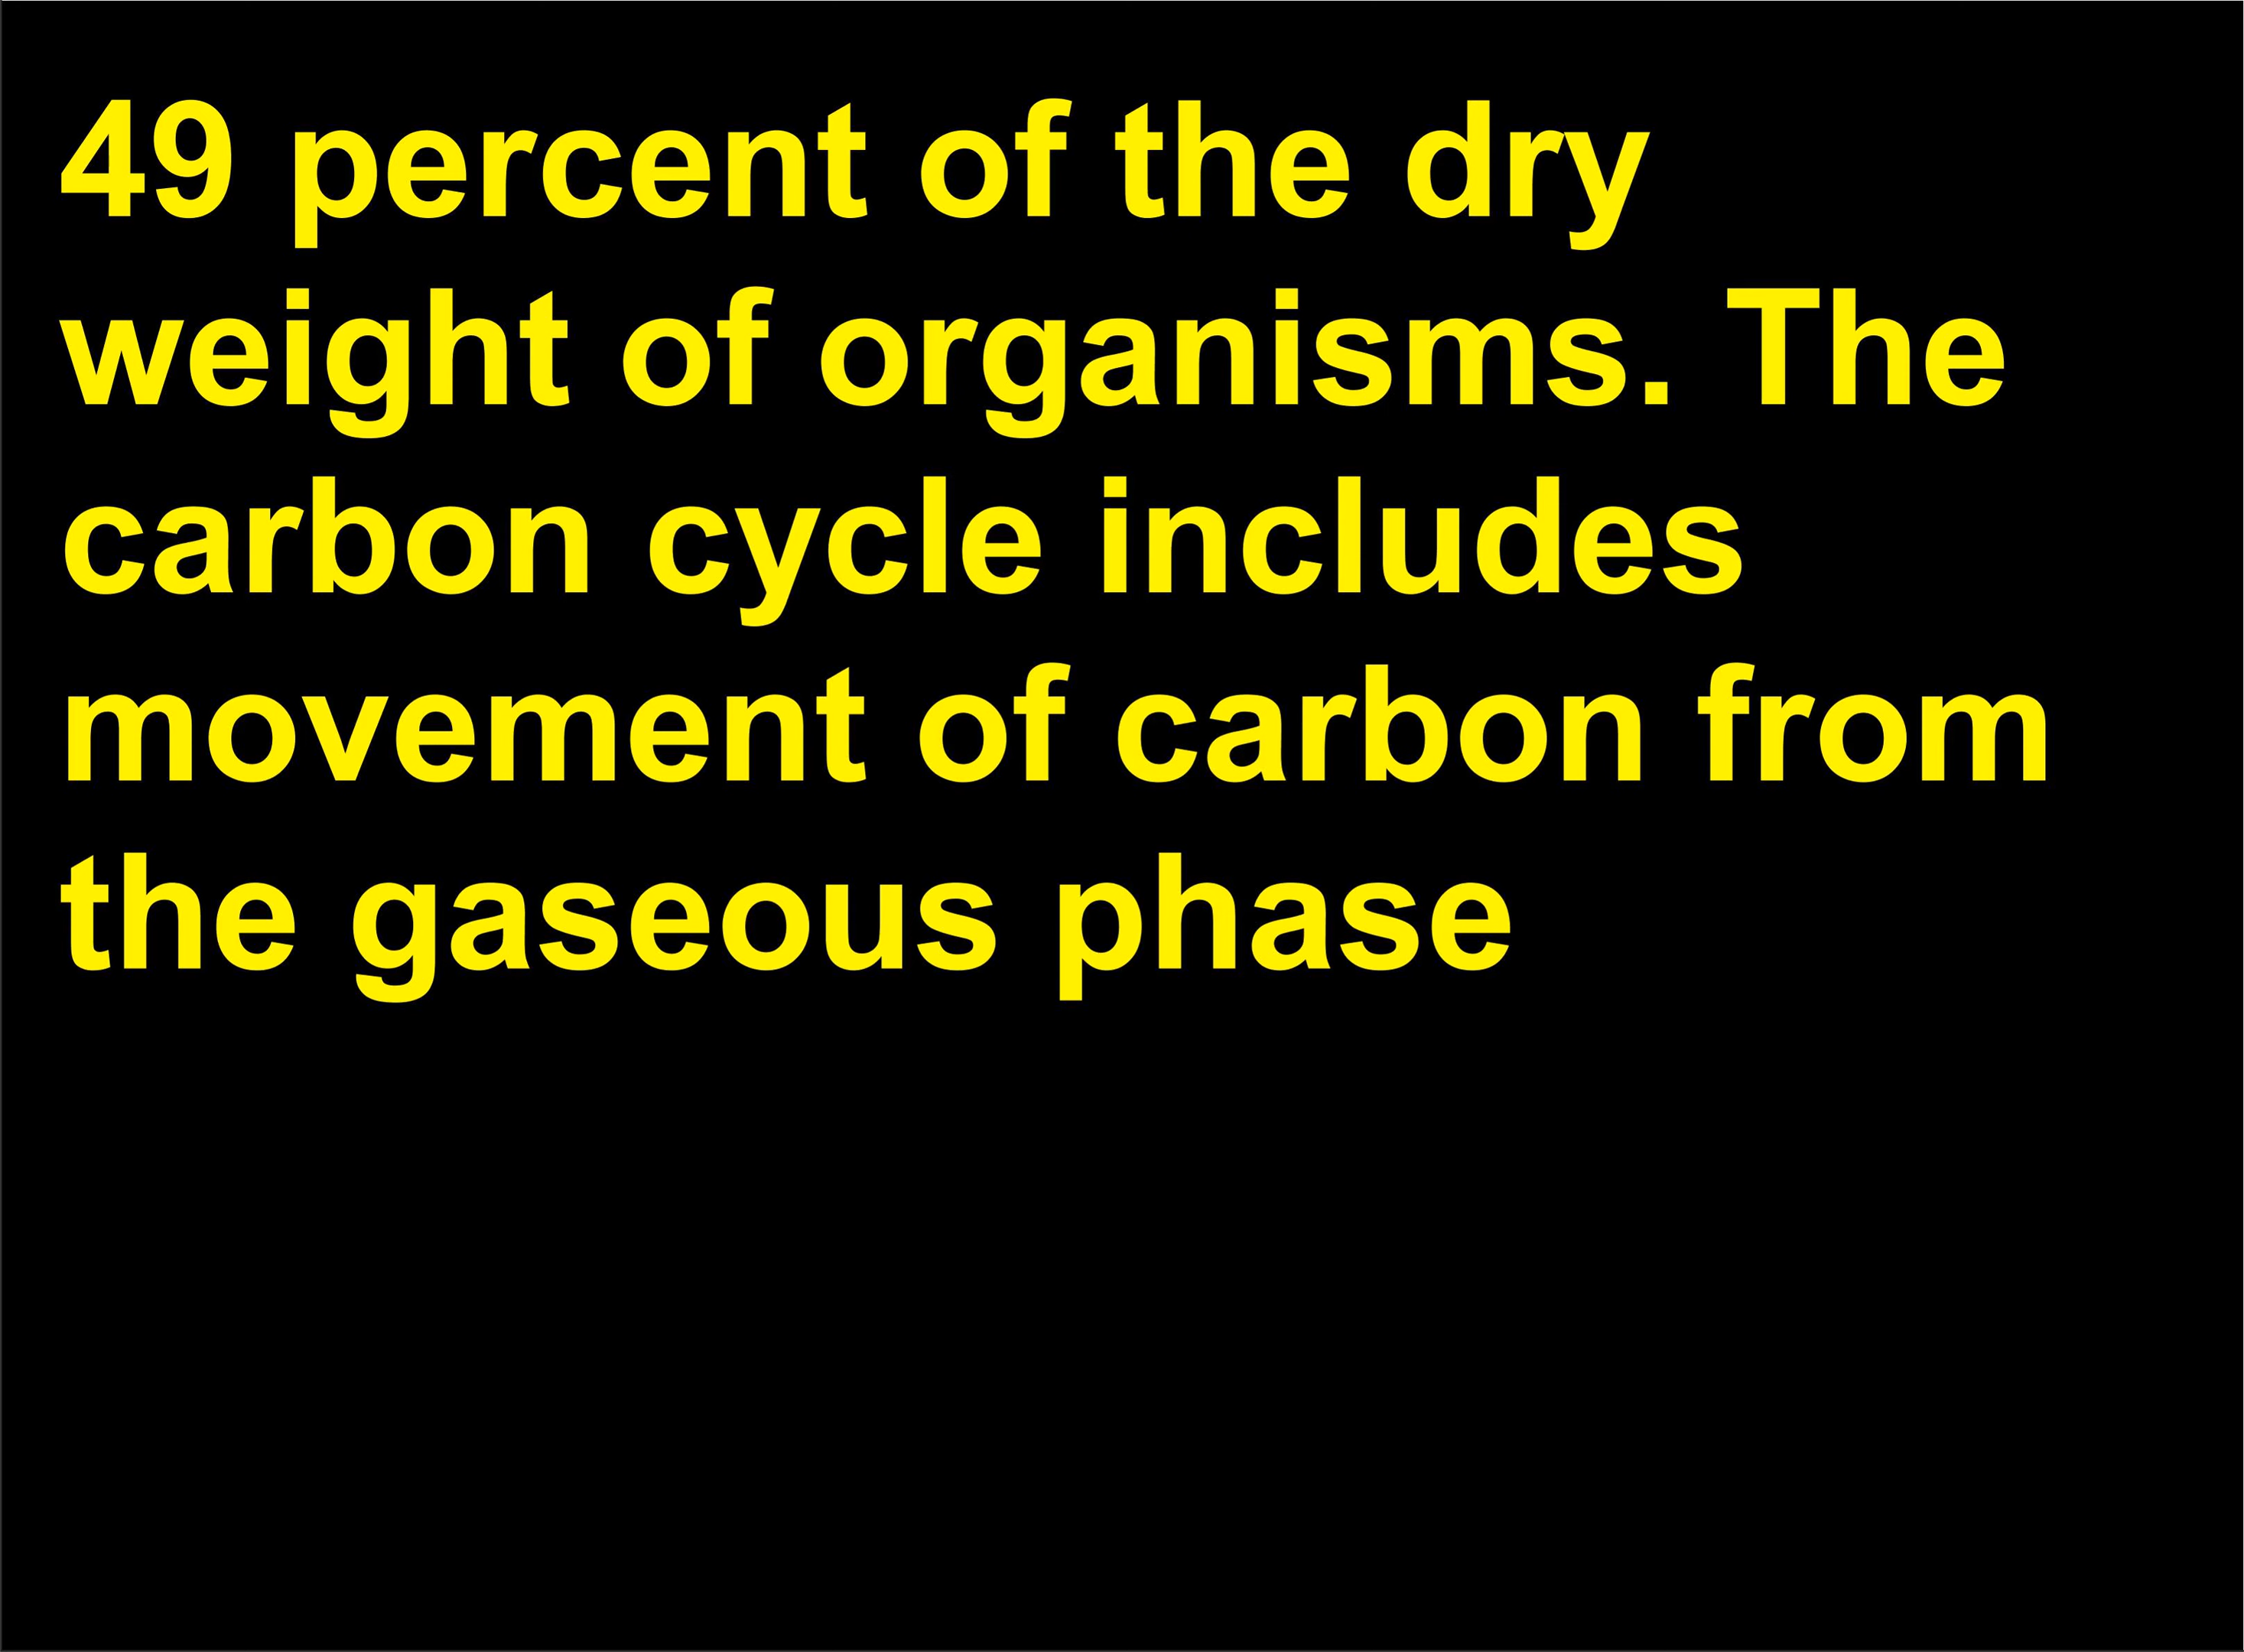 49 percent of the dry
weight of organisms. The
carbon cycle includes
movement of carbon from
the gaseous phase